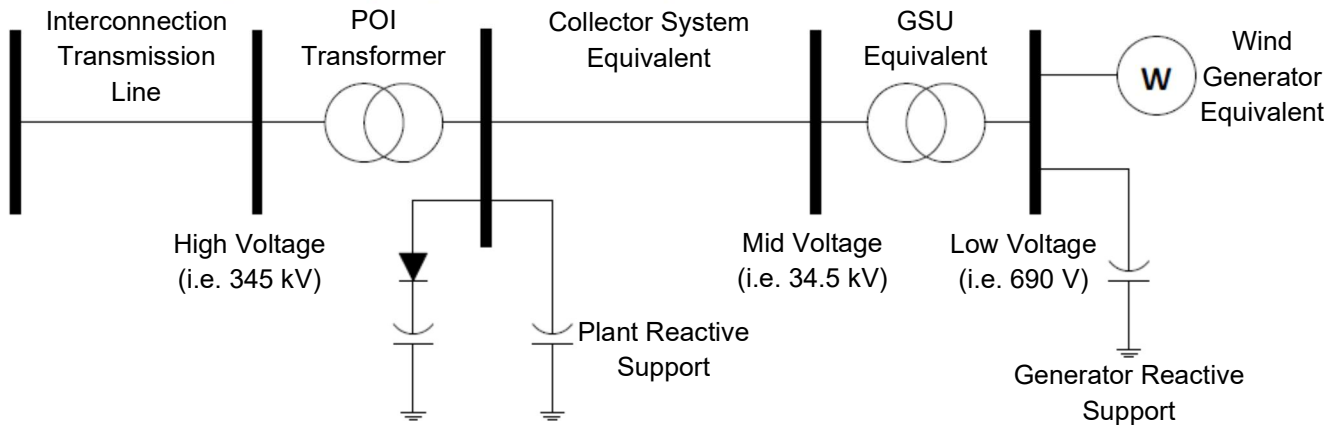 Interconnection
Transmission
Line
POI
Transformer
Collector System
Equivalent
GSU
Equivalent
W
Wind
Generator
Equivalent
High Voltage
(i.e. 345 kV)
Mid Voltage
(i.e. 34.5 kV)
Low Voltage
(i.e. 690 V)
Plant Reactive
Support
Generator Reactive
Support